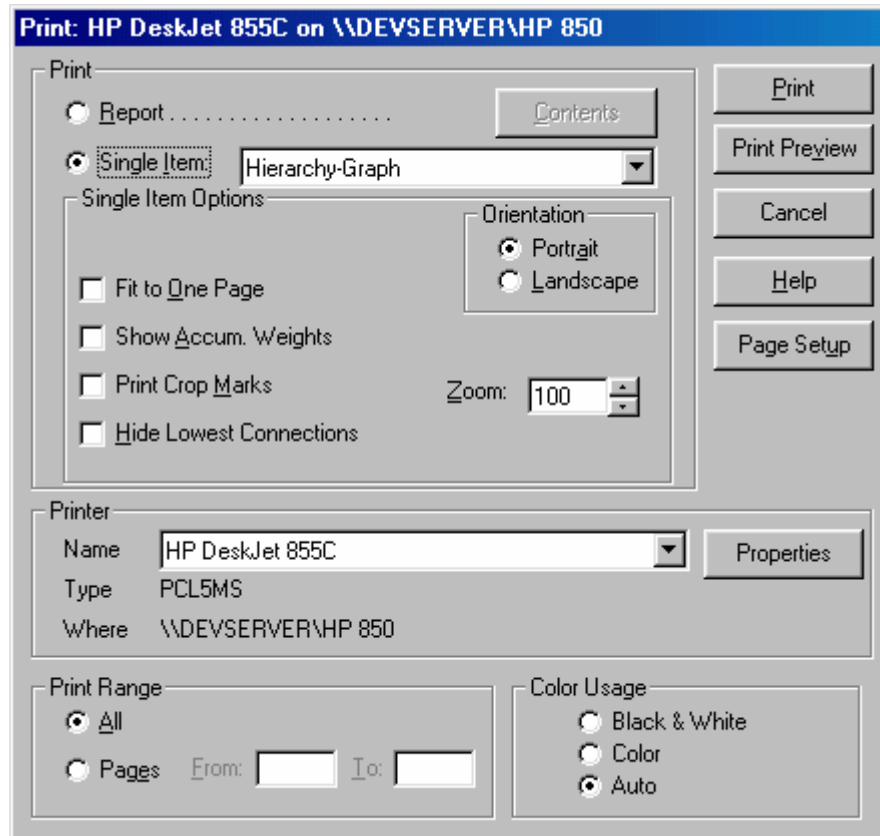 Print: HP DeskJet 855C on \\DEVSERVER\HP 850
Print
Report . . . . . . . . . . . . . . . . . . .
Contents
Single Item:
Hierarchy-Graph
Single Item Options
Orientation
Portrait
Landscape
Fit to One Page
Show Accum. Weights
Print Crop Marks
Zoom: 100
Hide Lowest Connections
Print
Print Preview
Cancel
Help
Page Setup
Printer
Name HP DeskJet 855C
Properties
Type PCL5MS
Where \\DEVSERVER\HP 850
Print Range
All
Pages From: To:
Color Usage
Black & White
Color
Auto